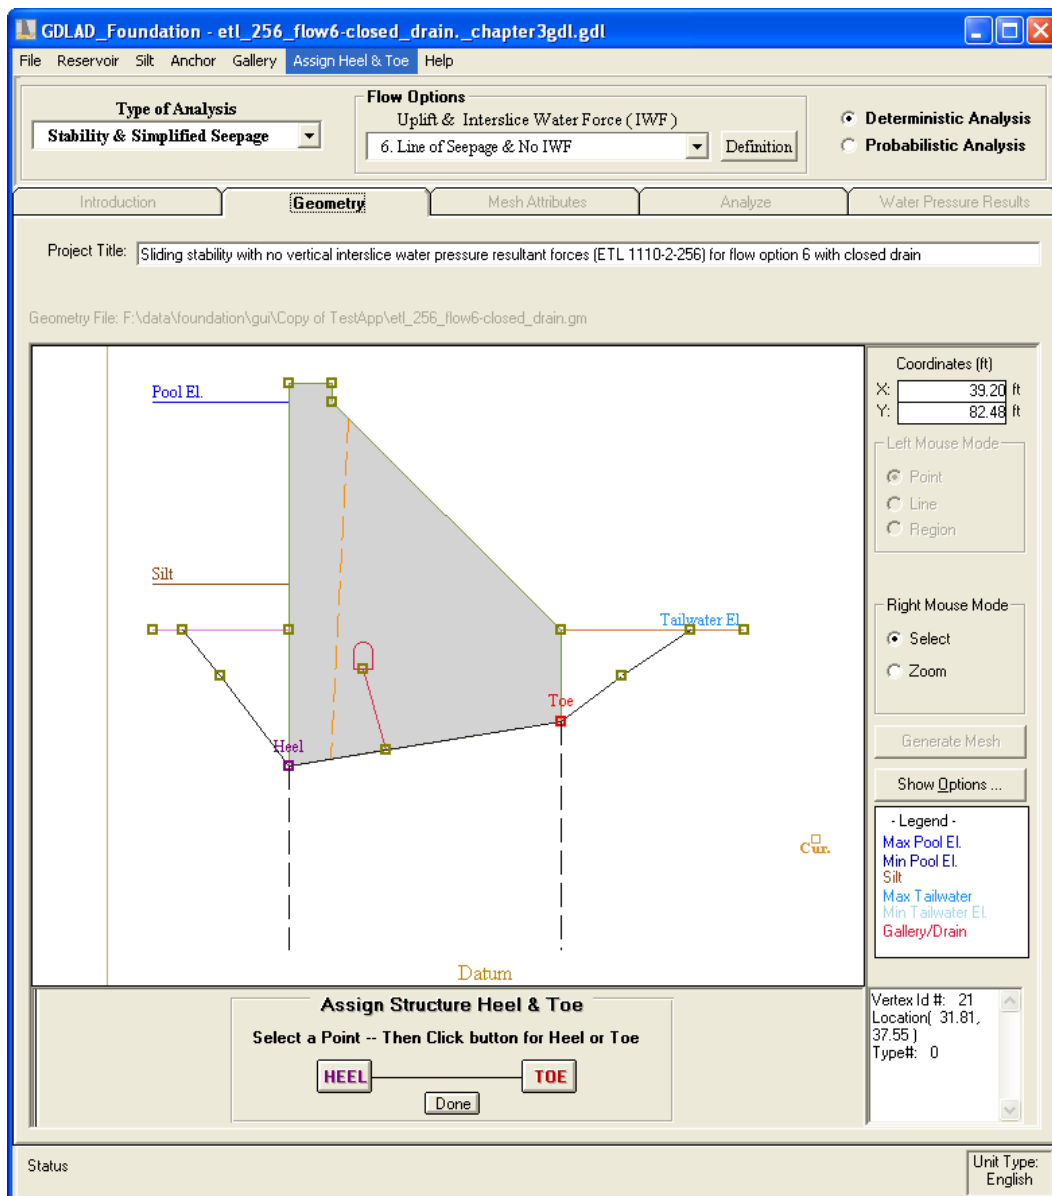 GDLAD_Foundation - etl_256_flow6-closed_drain._chapter3gdl.gdl
File Reservoir Silt Anchor Gallery Assign Heel & Toe Help
Type of Analysis
Stability & Simplified Seepage
Flow Options
Uplift & Interslice Water Force ( IWF )
6. Line of Seepage & No IWF
Definition
Deterministic Analysis
Probabilistic Analysis
Introduction
Geometry
Mesh Attributes
Analyze
Water Pressure Results
Project Title: Sliding stability with no vertical interslice water pressure resultant forces (ETL 1110-2-256) for flow option 6 with closed drain
Geometry File: F:\data\foundation\gui\Copy of TestApp\etl_256_flow6-closed_drain.gm
Pool El.
Silt
Tailwater El.
Toe
Heel
Cur.
Datum
Coordinates (ft)
X: 39.20 ft
Y: 82.48 ft
Left Mouse Mode
Point
Line
Region
Right Mouse Mode
Select
Zoom
Generate Mesh
Show Options ...
- Legend -
Max Pool El.
Min Pool El.
Silt
Max Tailwater
Min Tailwater El.
Gallery/Drain
Assign Structure Heel & Toe
Select a Point -- Then Click button for Heel or Toe
HEEL
TOE
Done
Vertex Id #: 21
Location( 31.81,
37.55 )
Type#: 0
Status
Unit Type:
English